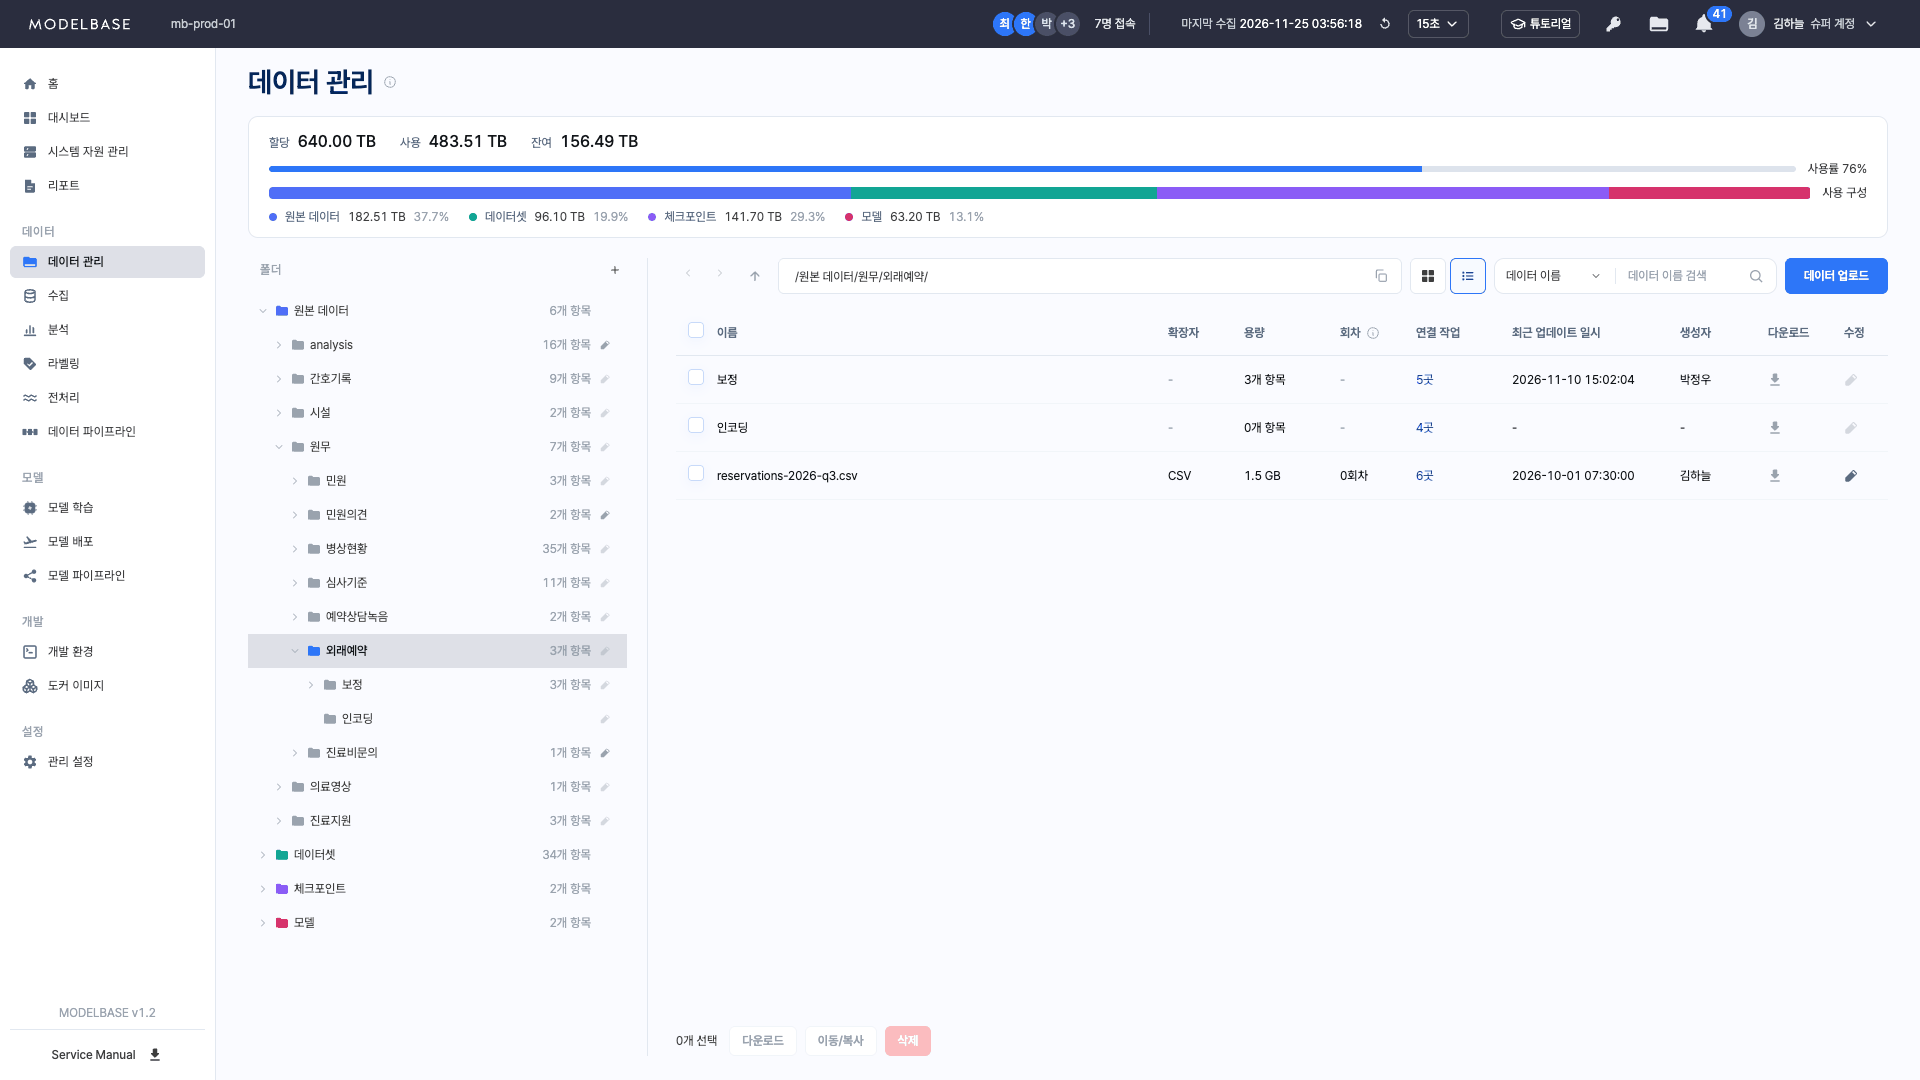 MODELBASE
mb-prod-01
최 한 박 +3 7명 접속
마지막 수집 2026-11-25 03:56:18
15초
튜토리얼
41
김 김하늘 슈퍼 계정
홈
대시보드
시스템 자원 관리
리포트
데이터
데이터 관리
수집
분석
라벨링
전처리
데이터 파이프라인
모델
모델 학습
모델 배포
모델 파이프라인
개발
개발 환경
도커 이미지
설정
관리 설정
MODELBASE v1.2
Service Manual
데이터 관리
할당 640.00 TB 사용 483.51 TB 잔여 156.49 TB
사용률 76%
사용 구성
원본 데이터 182.51 TB 37.7% 데이터셋 96.10 TB 19.9% 체크포인트 141.70 TB 29.3% 모델 63.20 TB 13.1%
폴더
원본 데이터 6개 항목
analysis 16개 항목
간호기록 9개 항목
시설 2개 항목
원무 7개 항목
민원 3개 항목
민원의견 2개 항목
병상현황 35개 항목
심사기준 11개 항목
예약상담녹음 2개 항목
외래예약 3개 항목
보정 3개 항목
인코딩
진료비문의 1개 항목
의료영상 1개 항목
진료지원 3개 항목
데이터셋 34개 항목
체크포인트 2개 항목
모델 2개 항목
/원본 데이터/원무/외래예약/
데이터 이름
데이터 이름 검색
데이터 업로드
이름 확장자 용량 회차 연결 작업 최근 업데이트 일시 생성자 다운로드 수정
보정 - 3개 항목 - 5곳 2026-11-10 15:02:04 박정우
인코딩 - 0개 항목 - 4곳 - -
reservations-2026-q3.csv CSV 1.5 GB 0회차 6곳 2026-10-01 07:30:00 김하늘
0개 선택 다운로드 이동/복사 삭제